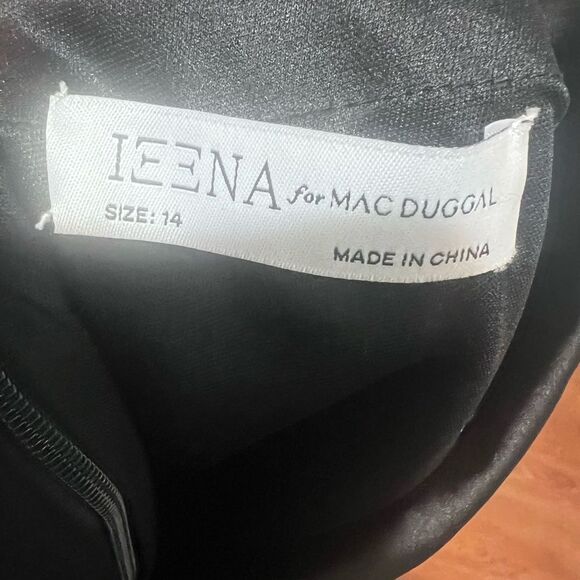 IEENA for MAC DUGGAL
SIZE: 14
MADE IN CHINA